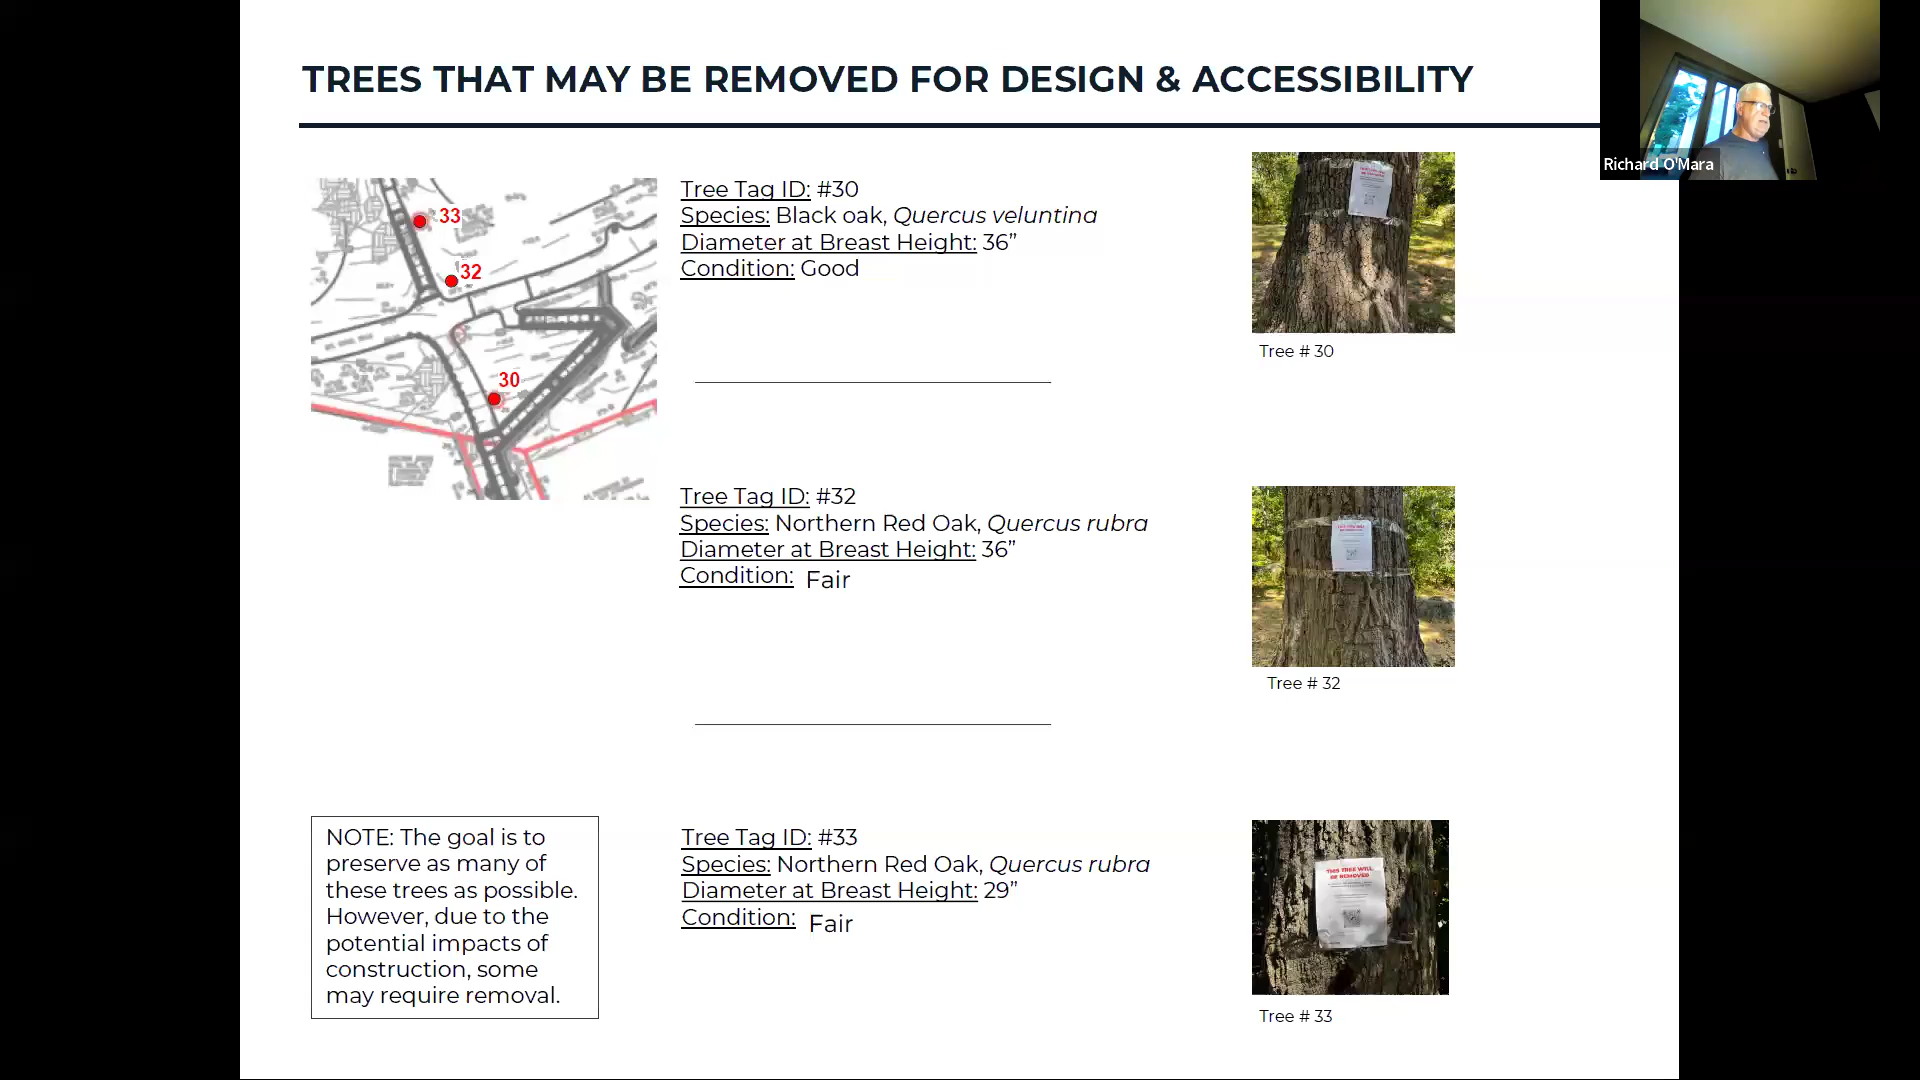 TREES THAT MAY BE REMOVED FOR DESIGN & ACCESSIBILITY
Richard O'Mara
33
32
30
Tree Tag ID: #30
Species: Black oak, Quercus veluntina
Diameter at Breast Height: 36”
Condition: Good
Tree # 30
Tree Tag ID: #32
Species: Northern Red Oak, Quercus rubra
Diameter at Breast Height: 36”
Condition: Fair
Tree # 32
NOTE: The goal is to
preserve as many of
these trees as possible.
However, due to the
potential impacts of
construction, some
may require removal.
Tree Tag ID: #33
Species: Northern Red Oak, Quercus rubra
Diameter at Breast Height: 29”
Condition: Fair
THIS TREE WILL
BE REMOVED
Tree # 33